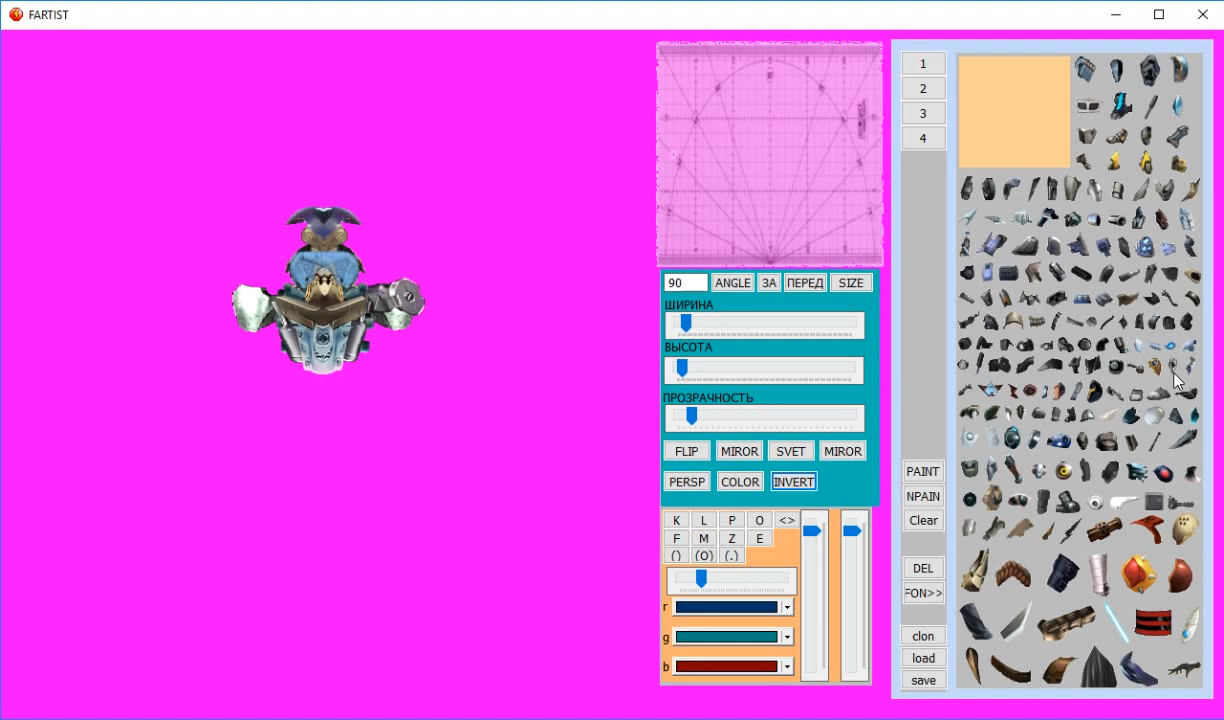 FARTIST
1
2
3
4
90 ANGLE ЗА ПЕРЕД SIZE
ШИРИНА
ВЫСОТА
ПРОЗРАЧНОСТЬ
FLIP MIROR SVET MIROR
PERSP COLOR INVERT
K L P O <>
F M Z E
() (O) (.)
r
g
b
PAINT
NPAIN
Clear
DEL
FON>>
clon
load
save